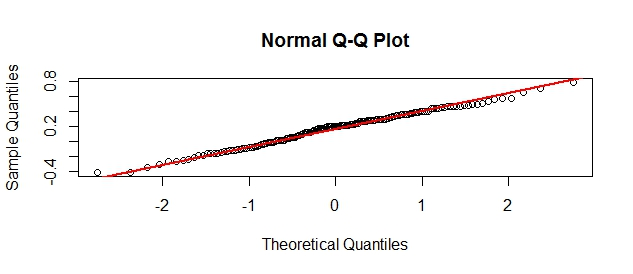 Normal Q-Q Plot
Sample Quantiles
0.8
0.2
-0.4
-2 -1 0 1 2
Theoretical Quantiles